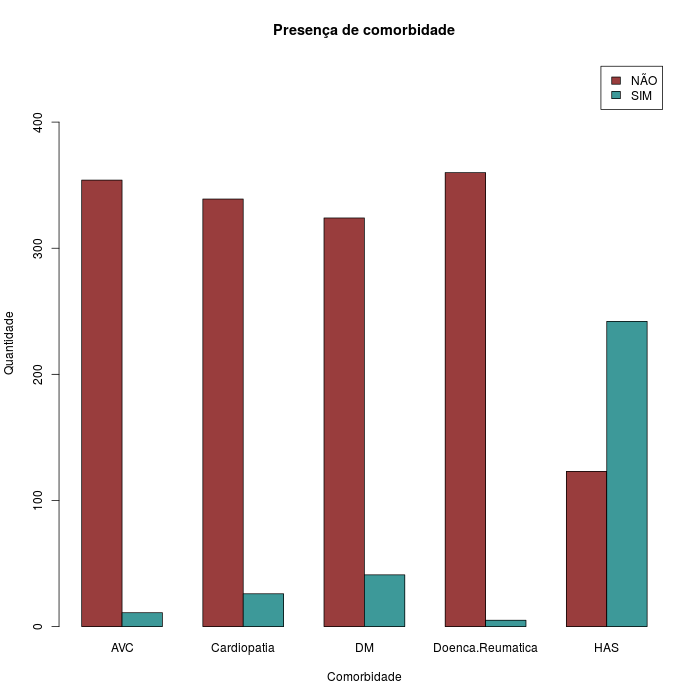 Presença de comorbidade
NÃO
SIM
Quantidade
400
300
200
100
0
AVC
Cardiopatia
DM
Doenca.Reumatica
HAS
Comorbidade